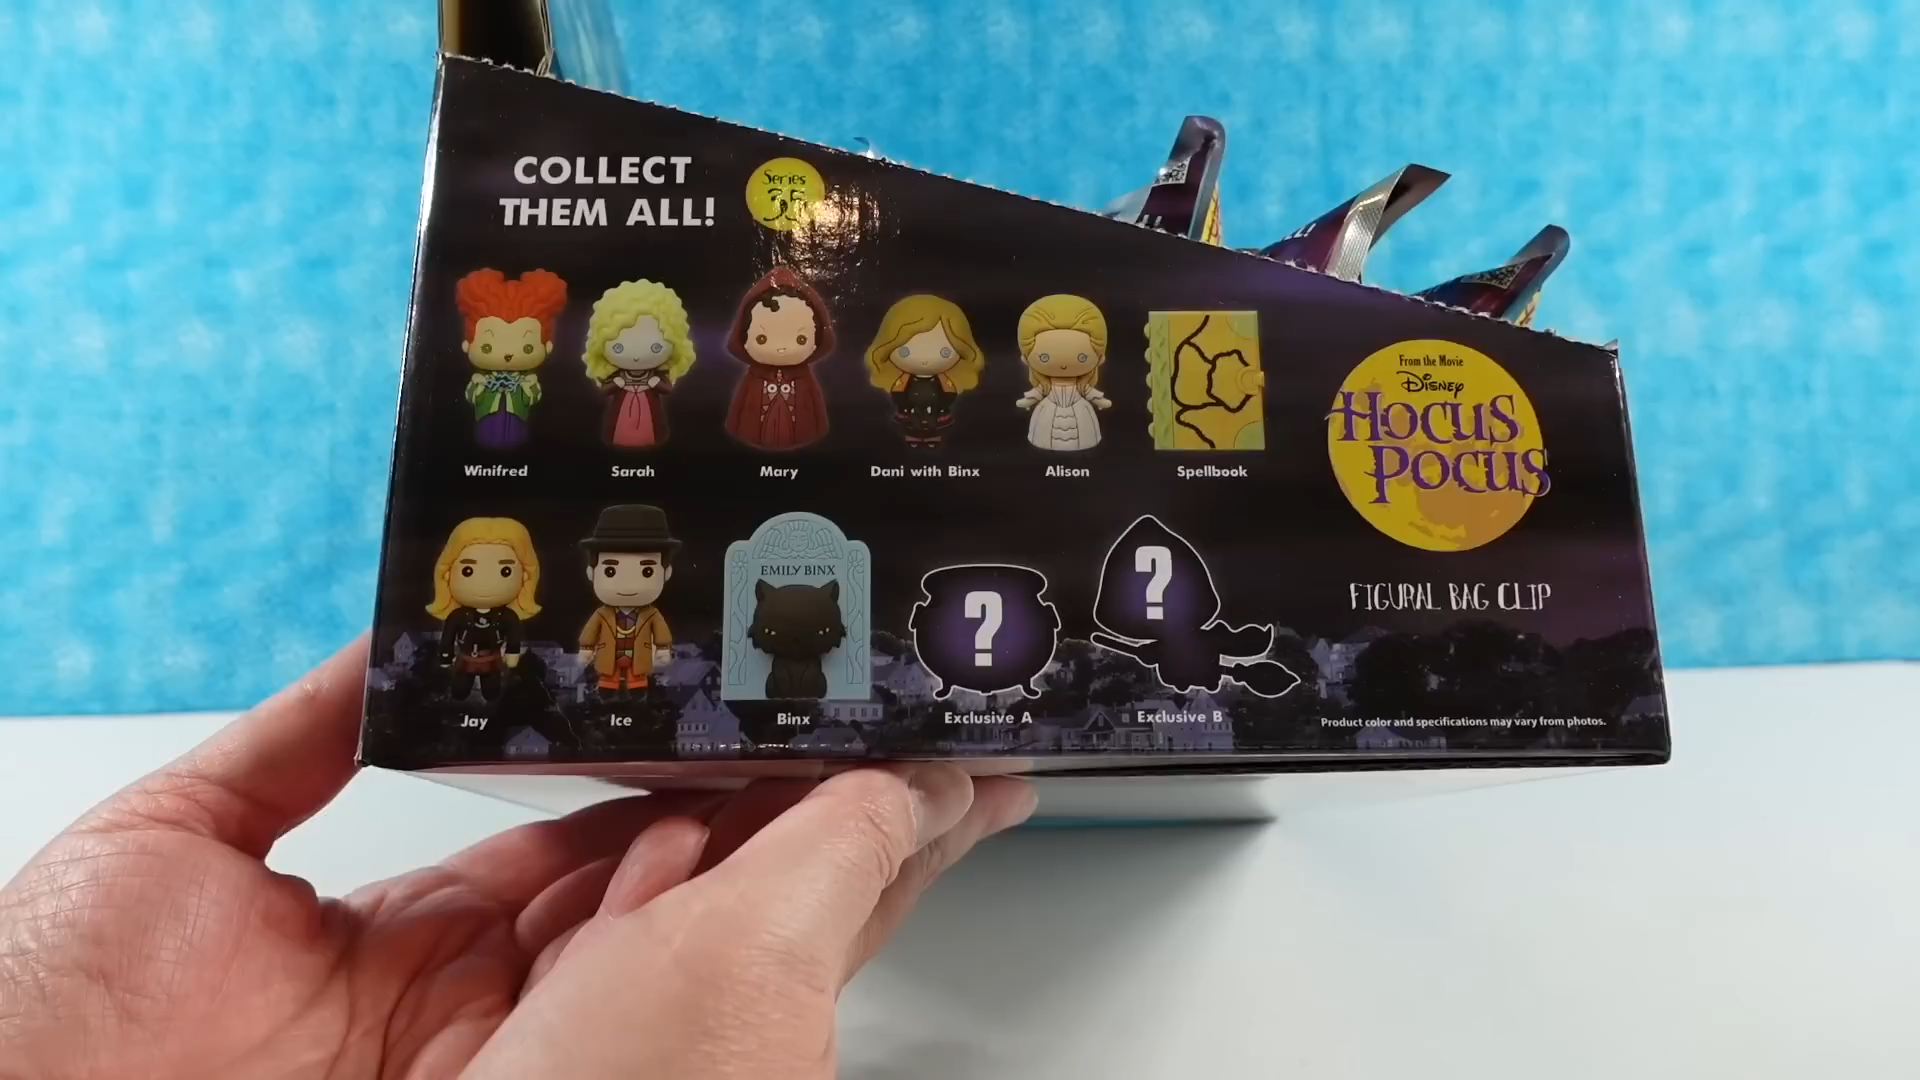 COLLECT
THEM ALL!
Series
35
Winifred
Sarah
Mary
Dani with Binx
Alison
Spellbook
From the Movie
Disney
HOCUS
POCUS
FIGURAL BAG CLIP
EMILY BINX
?
?
Jay
Ice
Binx
Exclusive A
Exclusive B
Product color and specifications may vary from photos.